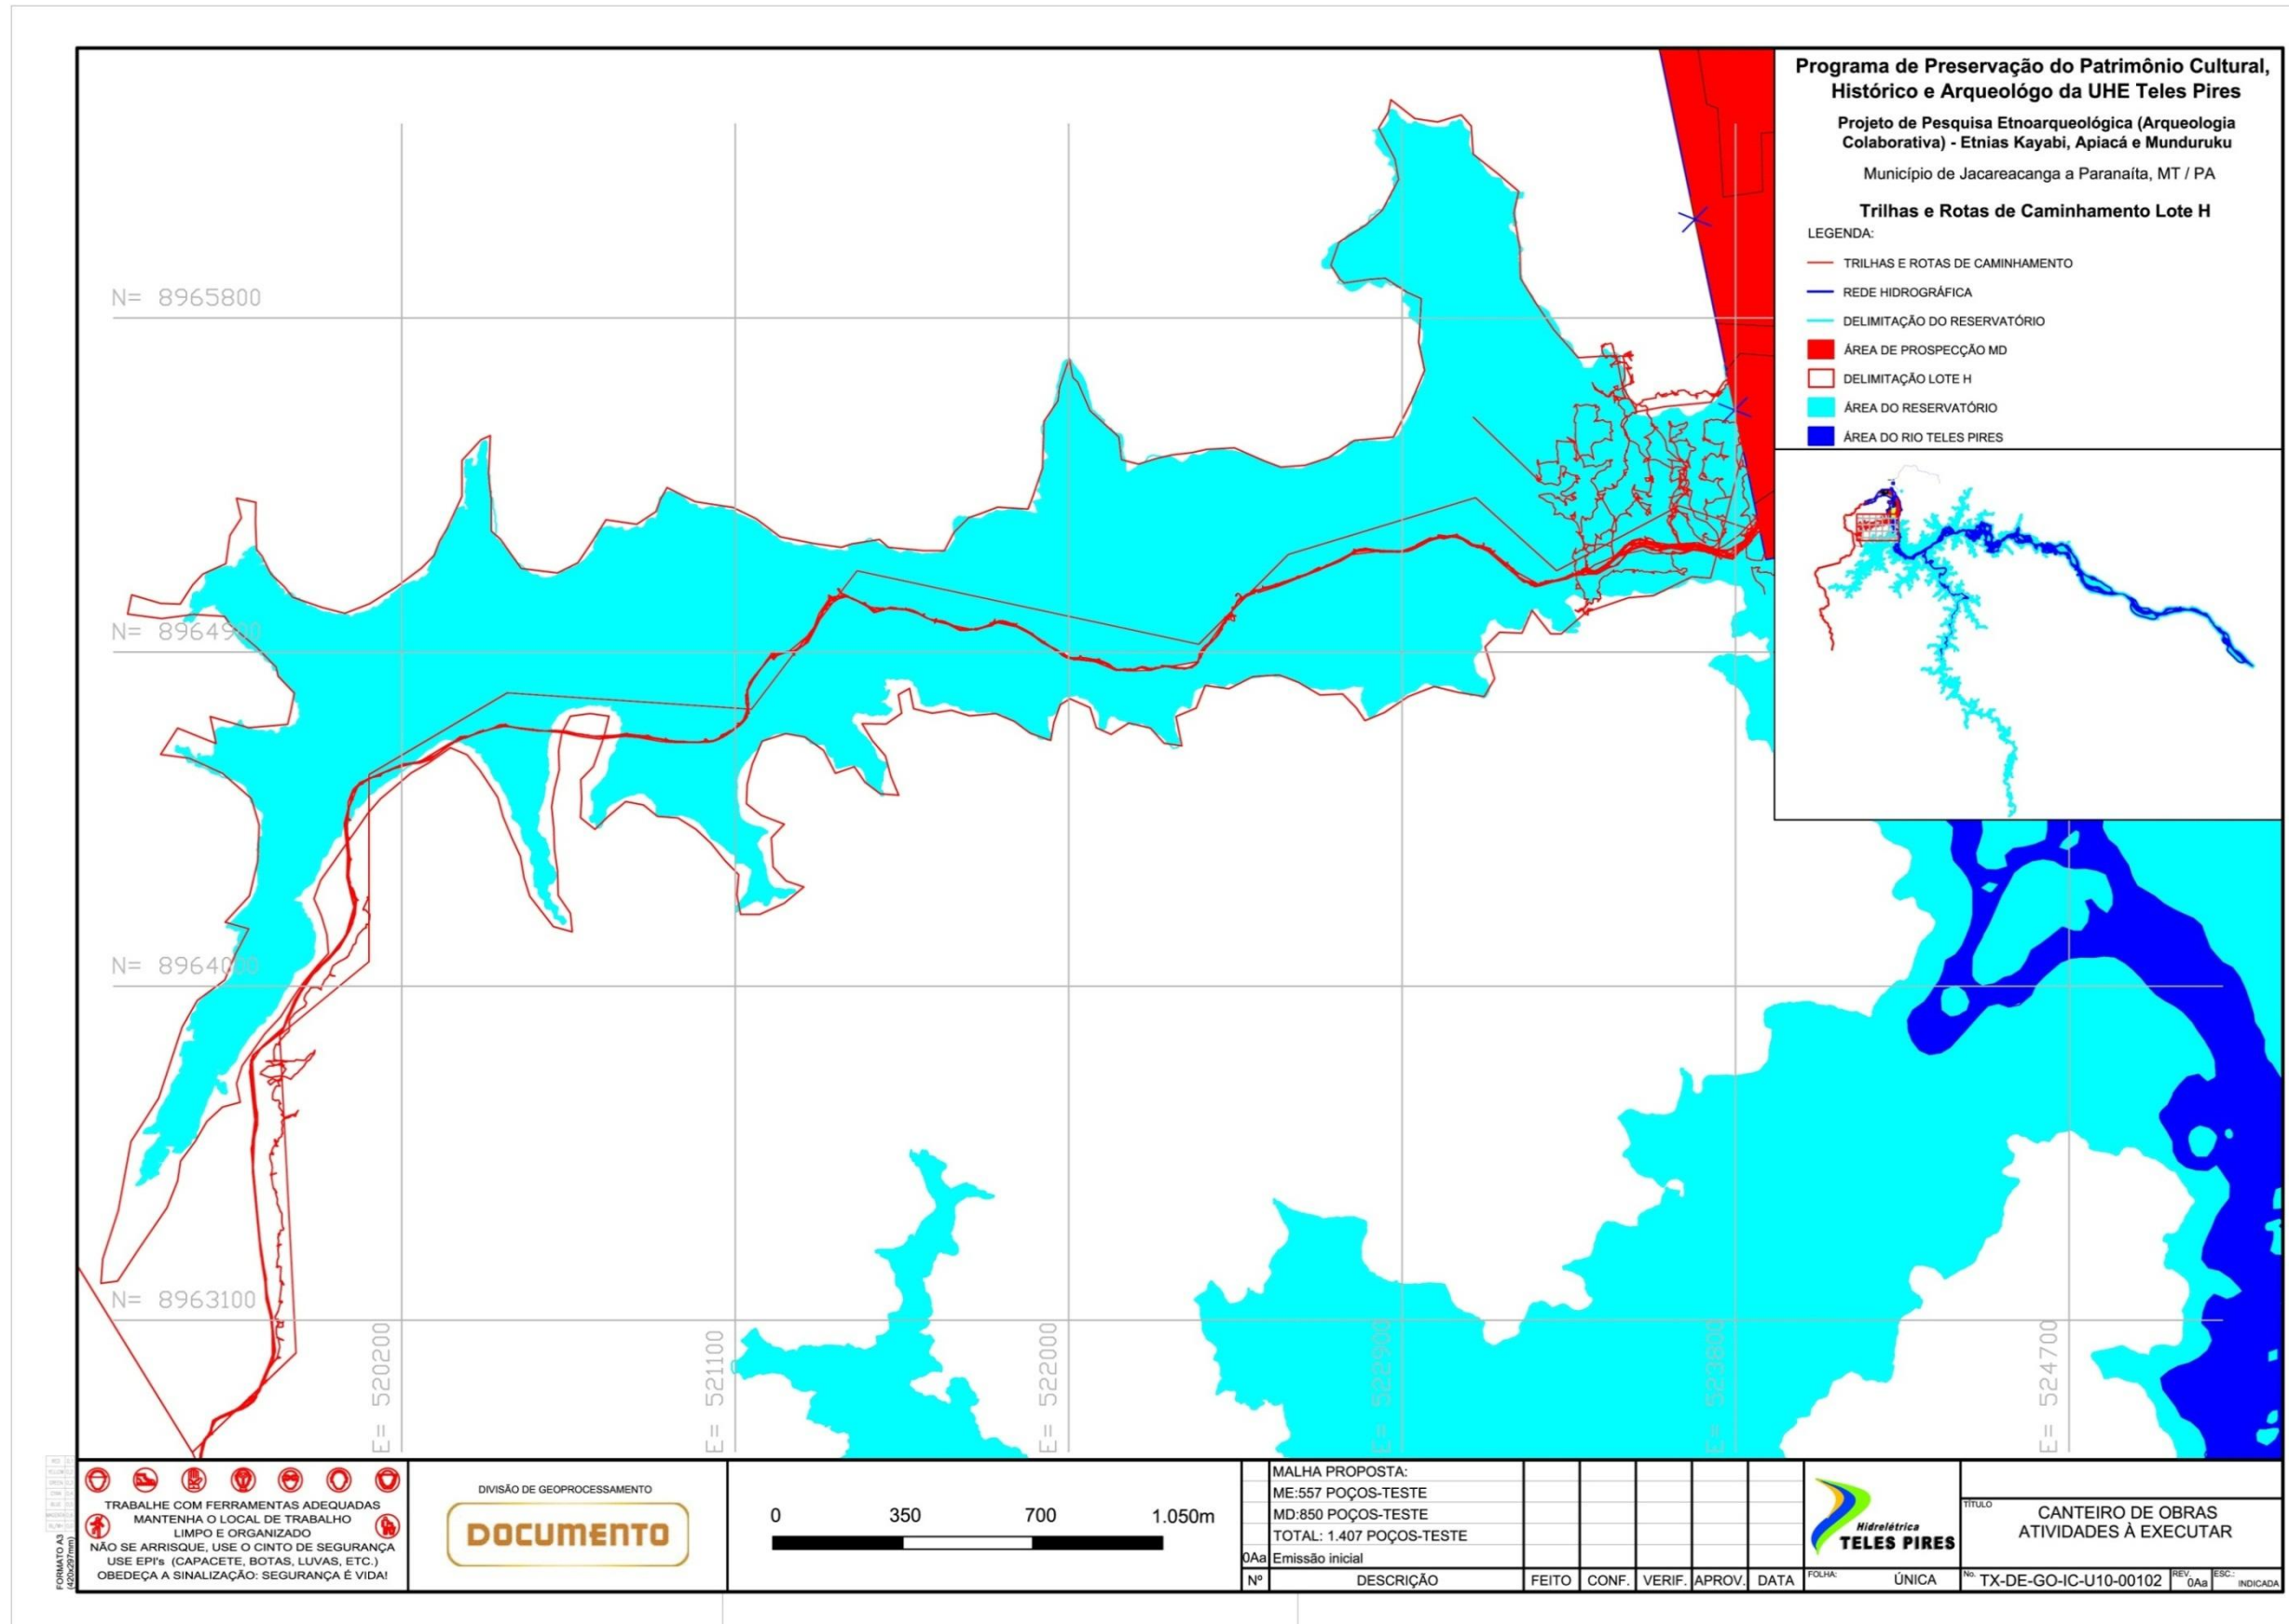 Programa de Preservação do Patrimônio Cultural,
Histórico e Arqueológo da UHE Teles Pires
Projeto de Pesquisa Etnoarqueológica (Arqueologia
Colaborativa) - Etnias Kayabi, Apiacá e Munduruku
Município de Jacareacanga a Paranaíta, MT / PA
Trilhas e Rotas de Caminhamento Lote H
LEGENDA:
TRILHAS E ROTAS DE CAMINHAMENTO
REDE HIDROGRÁFICA
DELIMITAÇÃO DO RESERVATÓRIO
ÁREA DE PROSPECÇÃO MD
DELIMITAÇÃO LOTE H
ÁREA DO RESERVATÓRIO
ÁREA DO RIO TELES PIRES
N= 8965800
N= 8964900
N= 8964000
N= 8963100
E= 520200
E= 521100
E= 522000
E= 522900
E= 523800
E= 524700
FORMATO A3
(420x297mm)
TRABALHE COM FERRAMENTAS ADEQUADAS
MANTENHA O LOCAL DE TRABALHO
LIMPO E ORGANIZADO
NÃO SE ARRISQUE, USE O CINTO DE SEGURANÇA
USE EPI's (CAPACETE, BOTAS, LUVAS, ETC.)
OBEDEÇA A SINALIZAÇÃO: SEGURANÇA É VIDA!
DIVISÃO DE GEOPROCESSAMENTO
DOCUMENTO
0 350 700 1.050m
MALHA PROPOSTA:
ME:557 POÇOS-TESTE
MD:850 POÇOS-TESTE
TOTAL: 1.407 POÇOS-TESTE
0Aa Emissão inicial
Nº DESCRIÇÃO FEITO CONF. VERIF. APROV. DATA
Hidrelétrica
TELES PIRES
FOLHA: ÚNICA
TÍTULO
CANTEIRO DE OBRAS
ATIVIDADES À EXECUTAR
No. TX-DE-GO-IC-U10-00102 REV. 0Aa ESC.: INDICADA